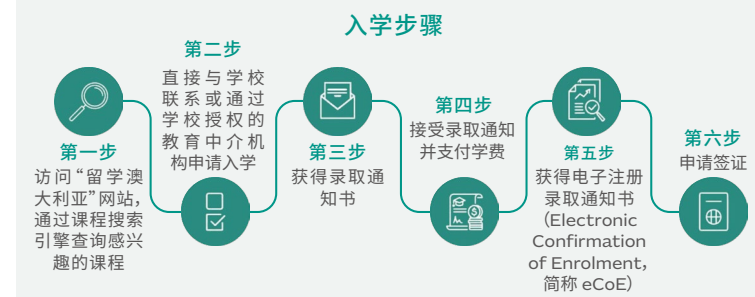 入学步骤
第一步
访问“留学澳
大利亚”网站，
通过课程搜索
引擎查询感兴
趣的课程
第二步
直接与学校
联系或通过
学校授权的
教育中介机
构申请入学
第三步
获得录取通
知书
第四步
接受录取通知
并支付学费
第五步
获得电子注册
录取通知书
（Electronic
Confirmation
of Enrolment，
简称 eCoE）
第六步
申请签证